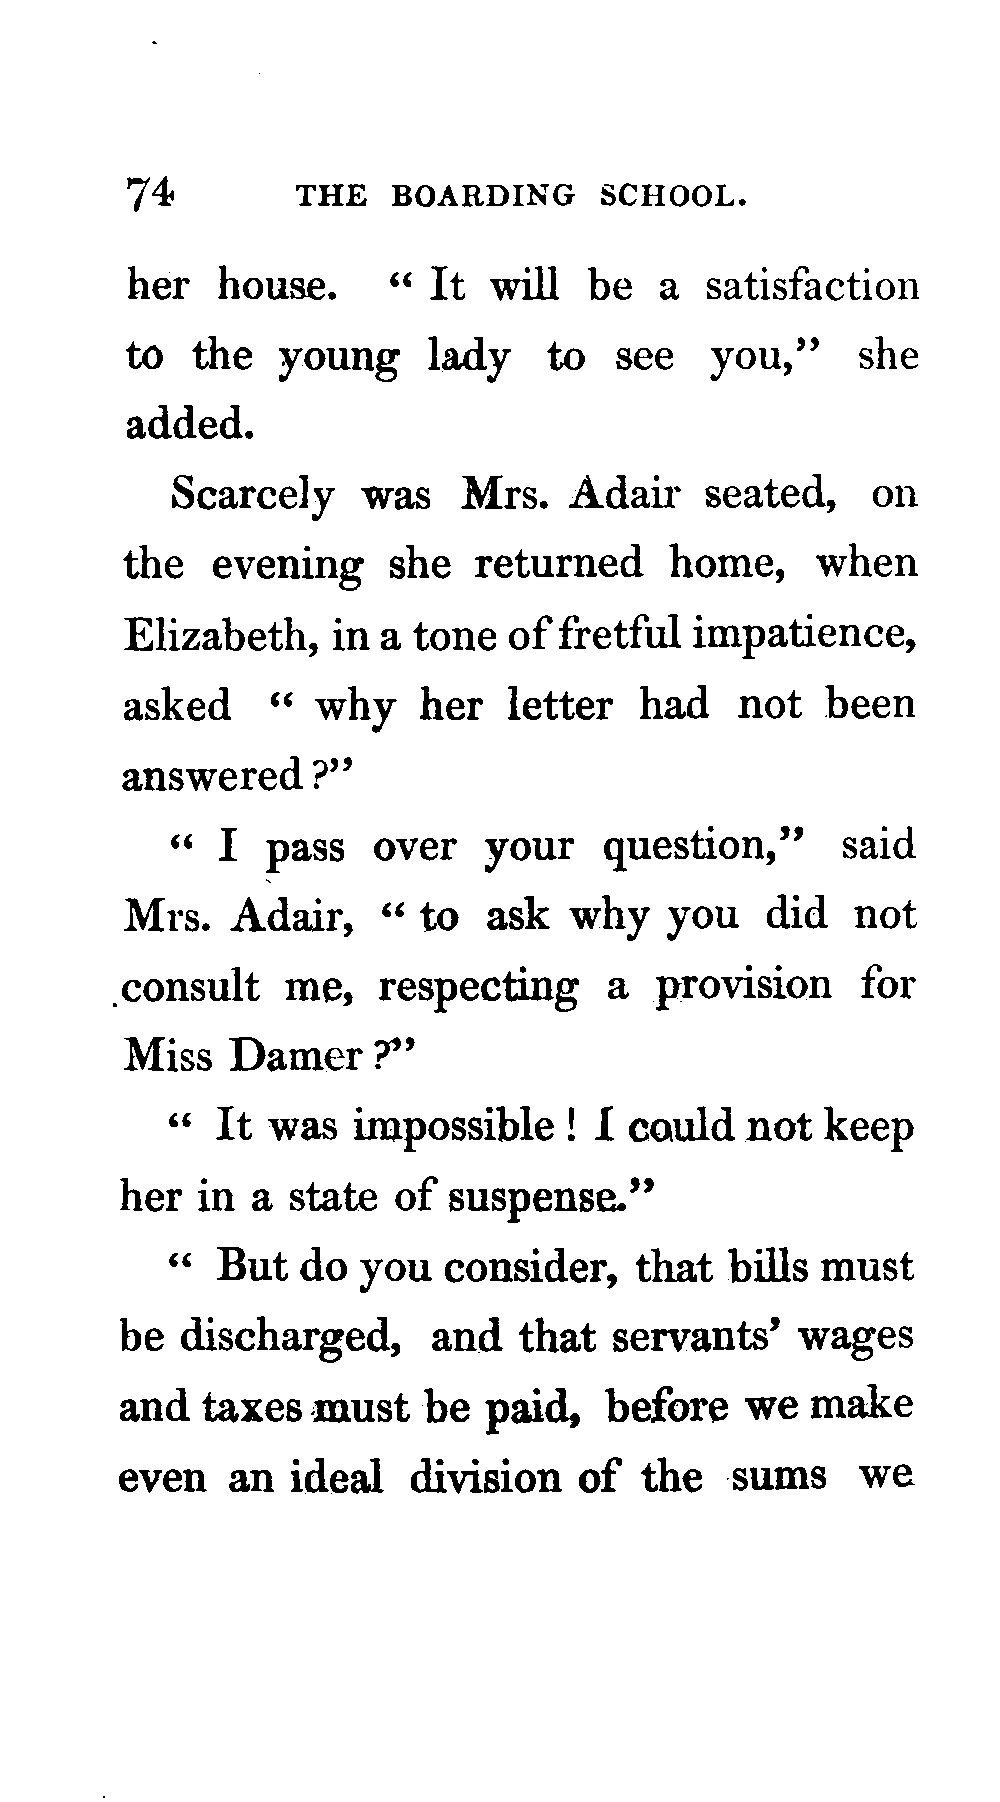 74 THE BOARDING SCHOOL.
her house. “ It will be a satisfaction
to the young lady to see you,” she
added.
Scarcely was Mrs. Adair seated, on
the evening she returned home, when
Elizabeth, in a tone of fretful impatience,
asked “ why her letter had not been
answered ?”
“ I pass over your question,” said
Mrs. Adair, “ to ask why you did not
consult me, respecting a provision for
Miss Damer ?”
“ It was impossible ! I could not keep
her in a state of suspense.”
“ But do you consider, that bills must
be discharged, and that servants’ wages
and taxes must be paid, before we make
even an ideal division of the sums we